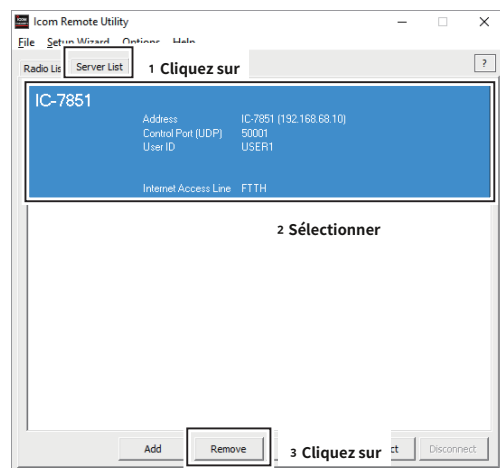 Icom Remote Utility
File Setup Wizard Options Help
Radio Lis Server List 1 Cliquez sur ?
IC-7851
Address IC-7851 (192.168.68.10)
Control Port (UDP) 50001
User ID USER1
Internet Access Line FTTH
2 Sélectionner
Add Remove 3 Cliquez sur ct Disconnect